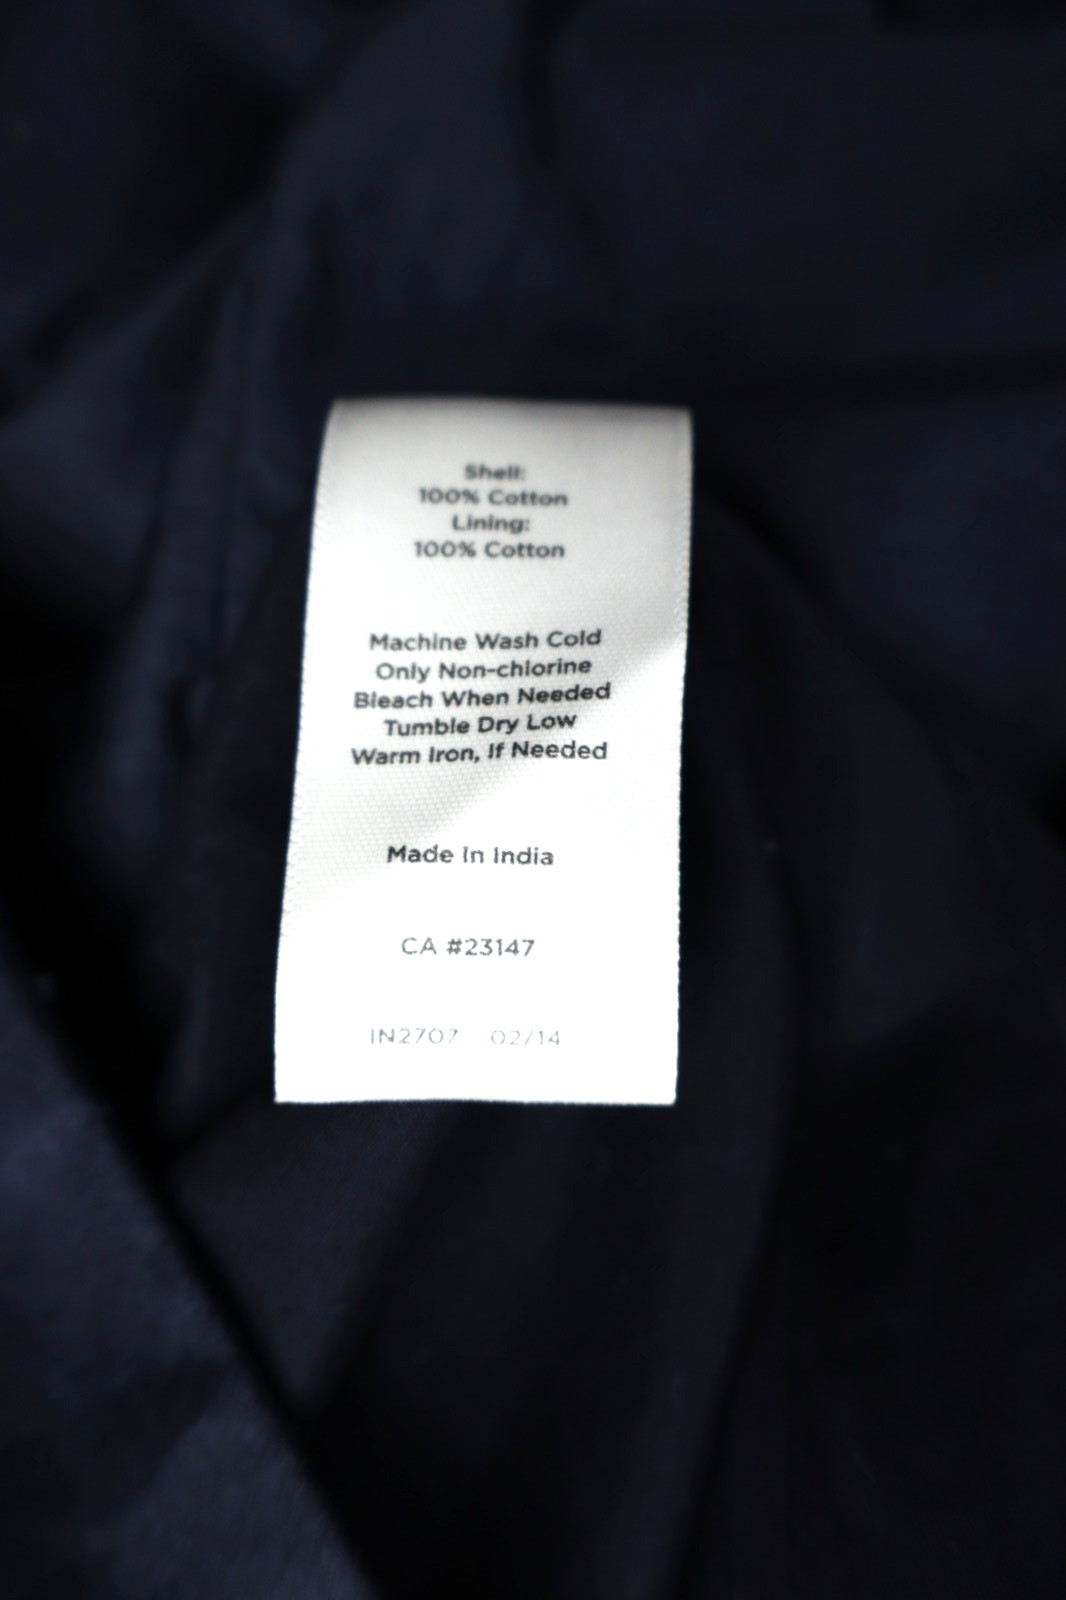 Shell:
100% Cotton
Lining:
100% Cotton
Machine Wash Cold
Only Non-chlorine
Bleach When Needed
Tumble Dry Low
Warm Iron, If Needed
Made In India
CA #23147
IN2707 02/14